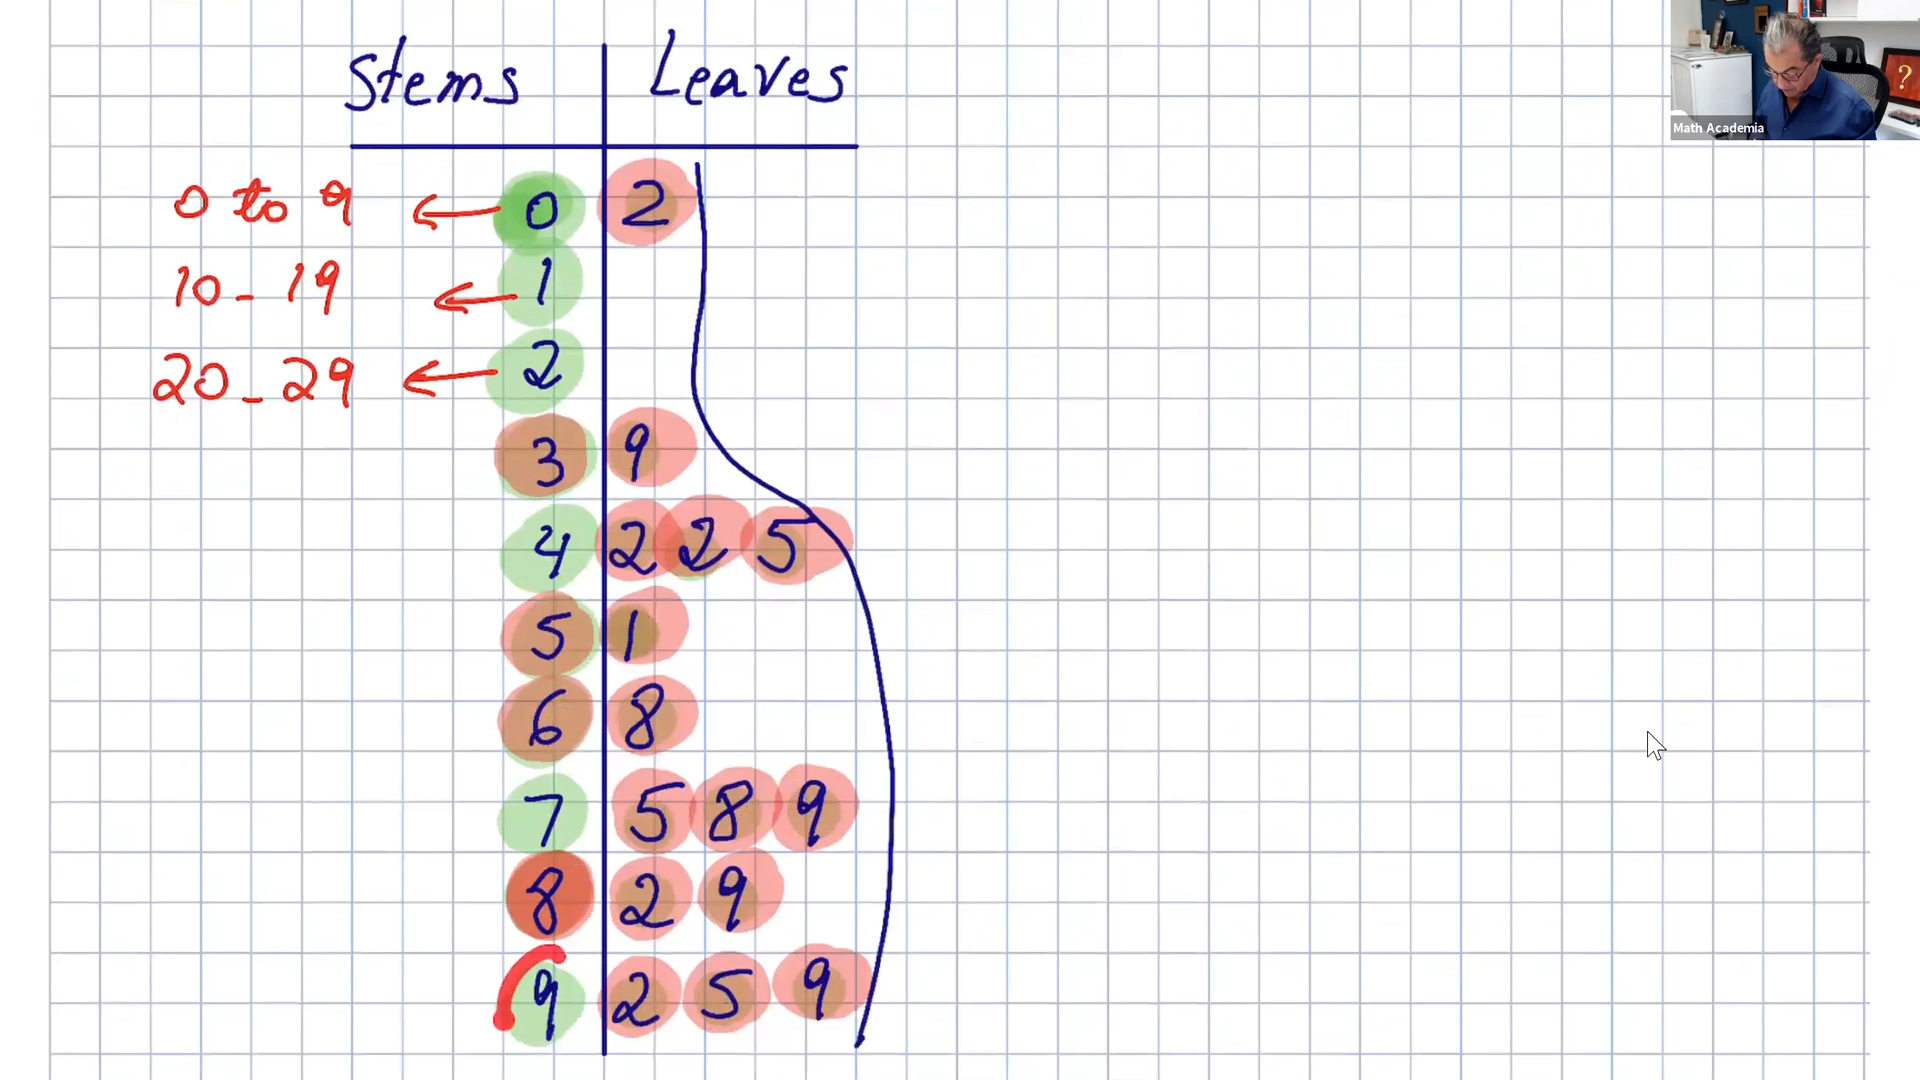 Stems Leaves
0 to 9 ← 0 2
10 - 19 ← 1
20 - 29 ← 2
3 9
4 2 2 5
5 1
6 8
7 5 8 9
8 2 9
9 2 5 9
?
Math Academia